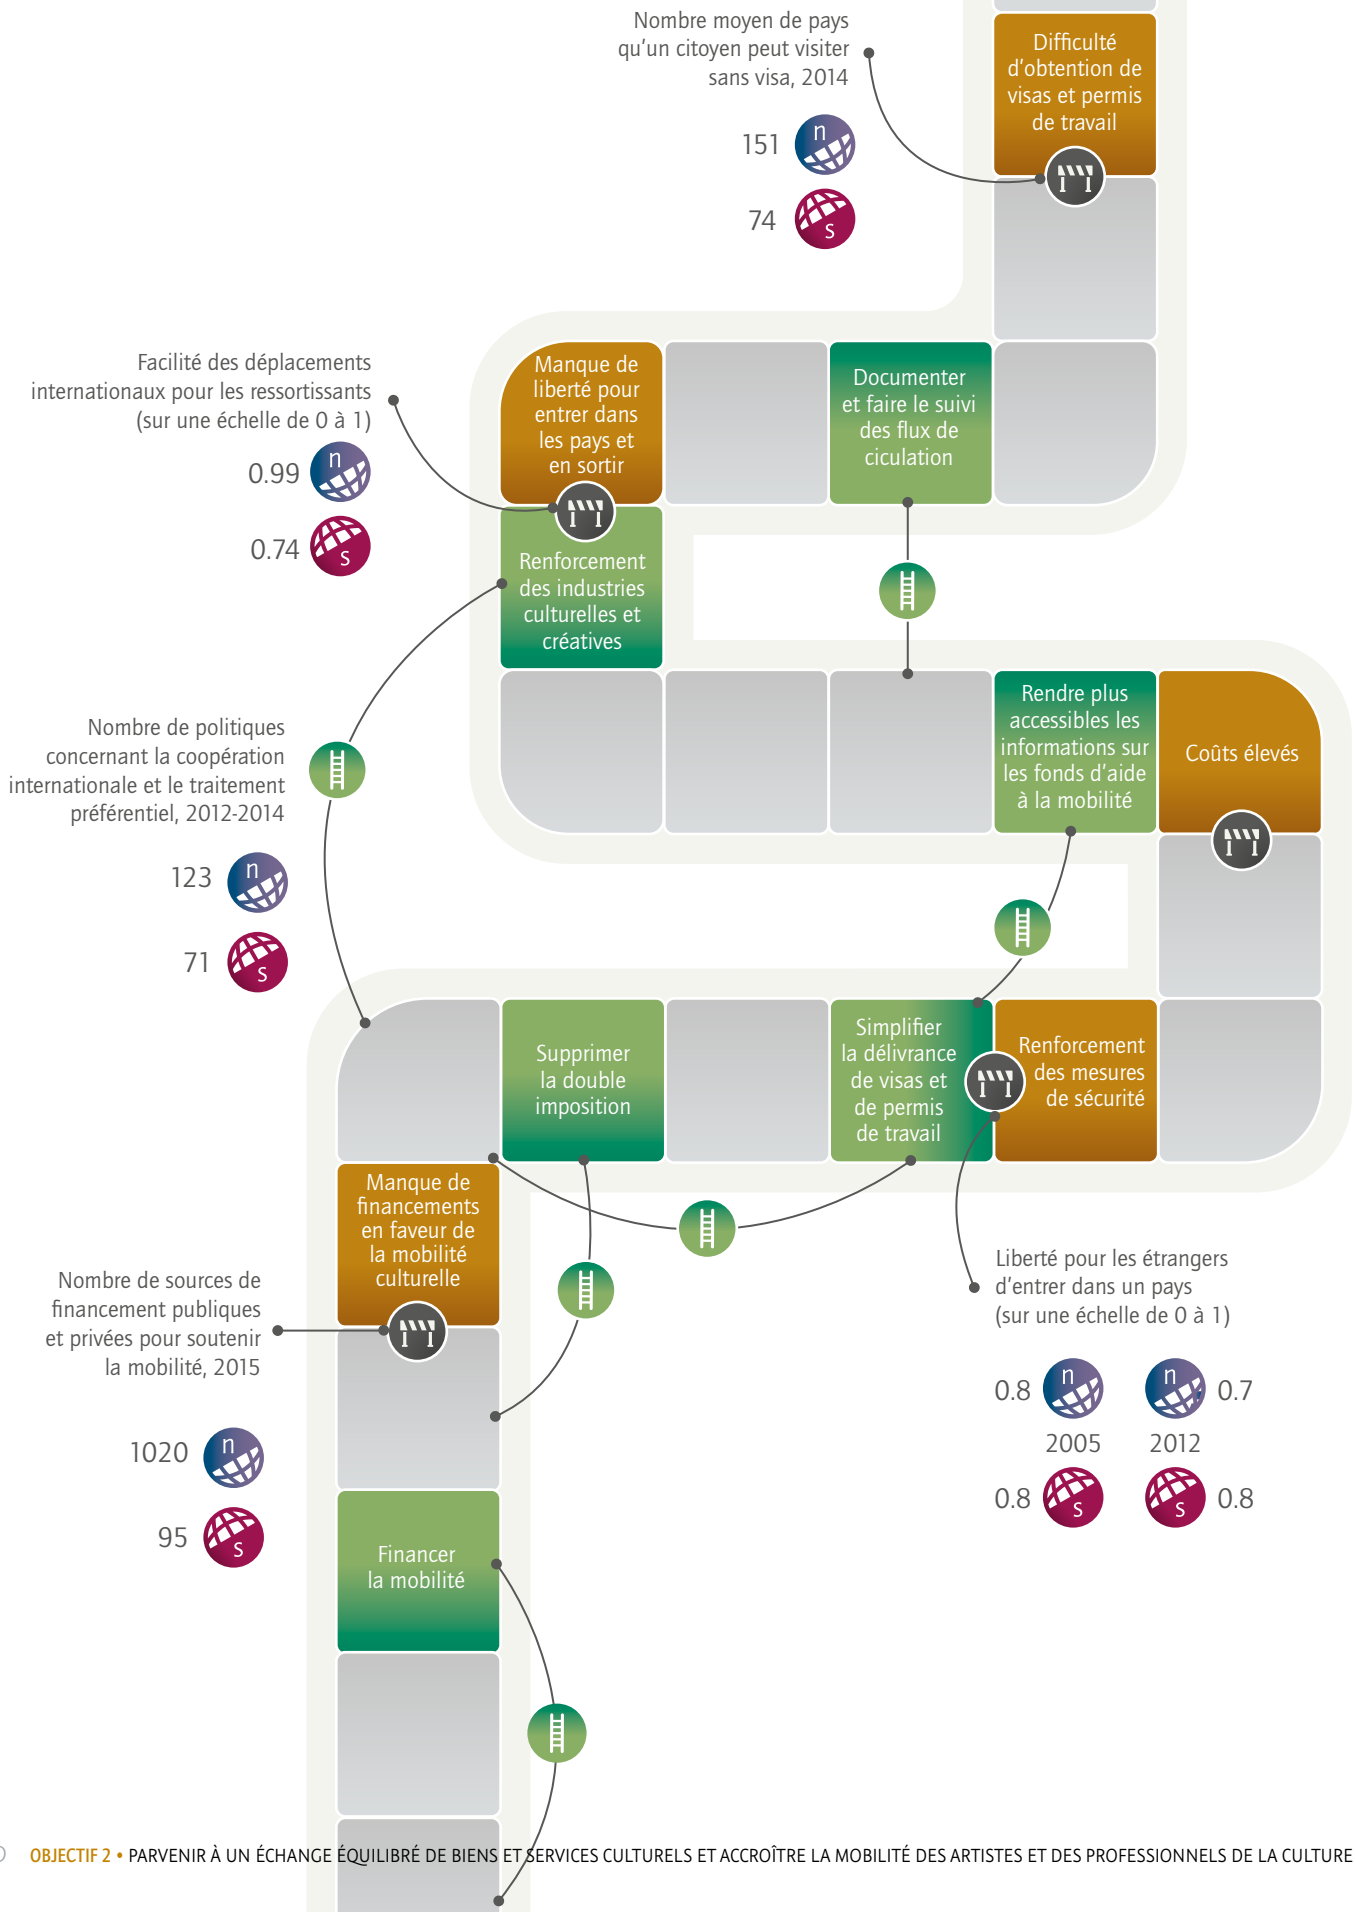 Nombre moyen de pays
qu'un citoyen peut visiter
sans visa, 2014
151
n
74
s
Difficulté
d'obtention de
visas et permis
de travail
Facilité des déplacements
internationaux pour les ressortissants
(sur une échelle de 0 à 1)
0.99
n
0.74
s
Manque de
liberté pour
entrer dans
les pays et
en sortir
Documenter
et faire le suivi
des flux de
ciculation
Renforcement
des industries
culturelles et
créatives
Nombre de politiques
concernant la coopération
internationale et le traitement
préférentiel, 2012-2014
123
n
71
s
Rendre plus
accessibles les
informations sur
les fonds d'aide
à la mobilité
Coûts élevés
Supprimer
la double
imposition
Simplifier
la délivrance
de visas et
de permis
de travail
Renforcement
des mesures
de sécurité
Manque de
financements
en faveur de
la mobilité
culturelle
Nombre de sources de
financement publiques
et privées pour soutenir
la mobilité, 2015
1020
n
95
s
Liberté pour les étrangers
d'entrer dans un pays
(sur une échelle de 0 à 1)
0.8 n n 0.7
2005 2012
0.8 s s 0.8
Financer
la mobilité
OBJECTIF 2 • PARVENIR À UN ÉCHANGE ÉQUILIBRÉ DE BIENS ET SERVICES CULTURELS ET ACCROÎTRE LA MOBILITÉ DES ARTISTES ET DES PROFESSIONNELS DE LA CULTURE